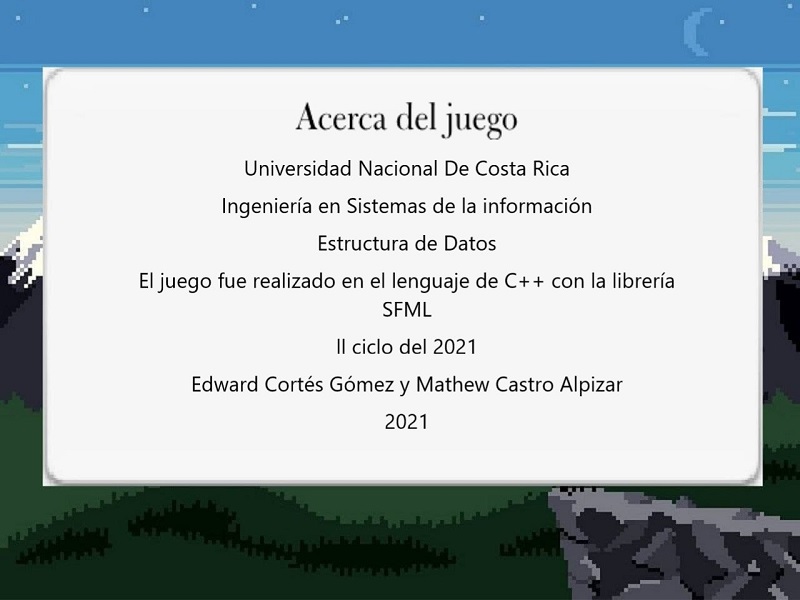 Acerca del juego
Universidad Nacional De Costa Rica
Ingeniería en Sistemas de la información
Estructura de Datos
El juego fue realizado en el lenguaje de C++ con la librería
SFML
II ciclo del 2021
Edward Cortés Gómez y Mathew Castro Alpizar
2021